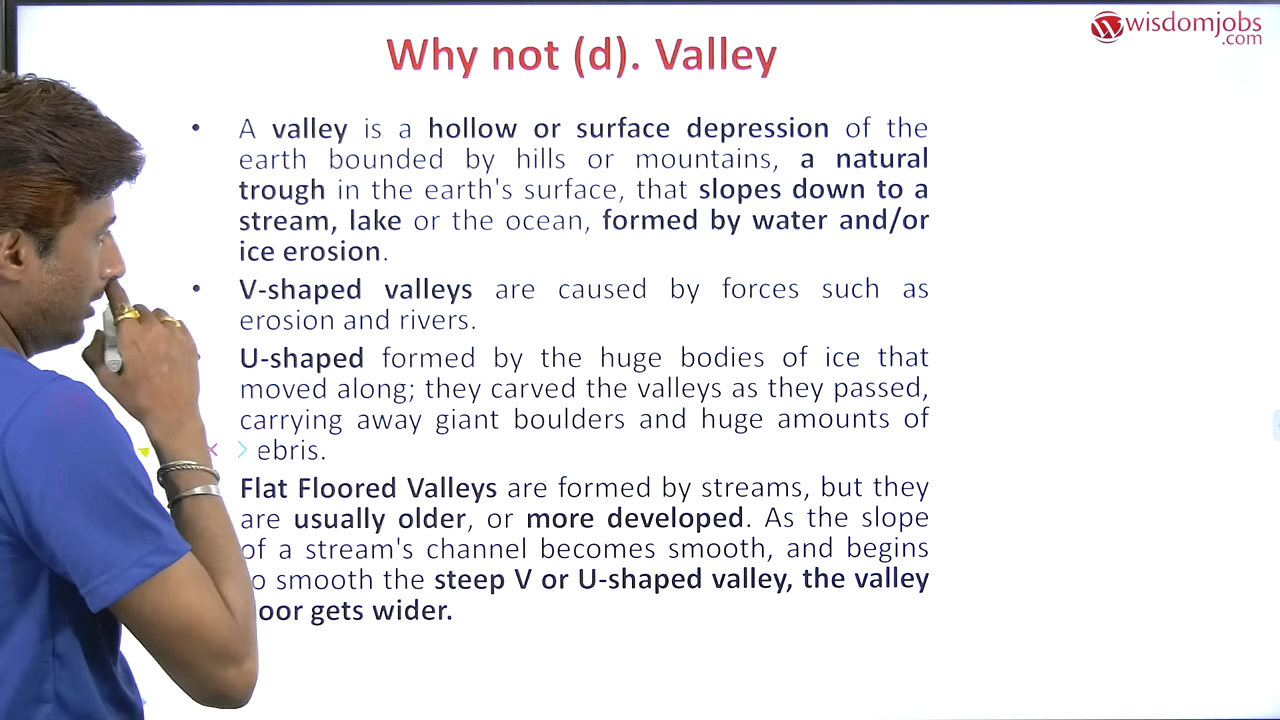 wisdomjobs
.com
Why not (d). Valley
• A valley is a hollow or surface depression of the
earth bounded by hills or mountains, a natural
trough in the earth's surface, that slopes down to a
stream, lake or the ocean, formed by water and/or
ice erosion.
• V-shaped valleys are caused by forces such as
erosion and rivers.
U-shaped formed by the huge bodies of ice that
moved along; they carved the valleys as they passed,
carrying away giant boulders and huge amounts of
ebris.
Flat Floored Valleys are formed by streams, but they
are usually older, or more developed. As the slope
of a stream's channel becomes smooth, and begins
o smooth the steep V or U-shaped valley, the valley
oor gets wider.